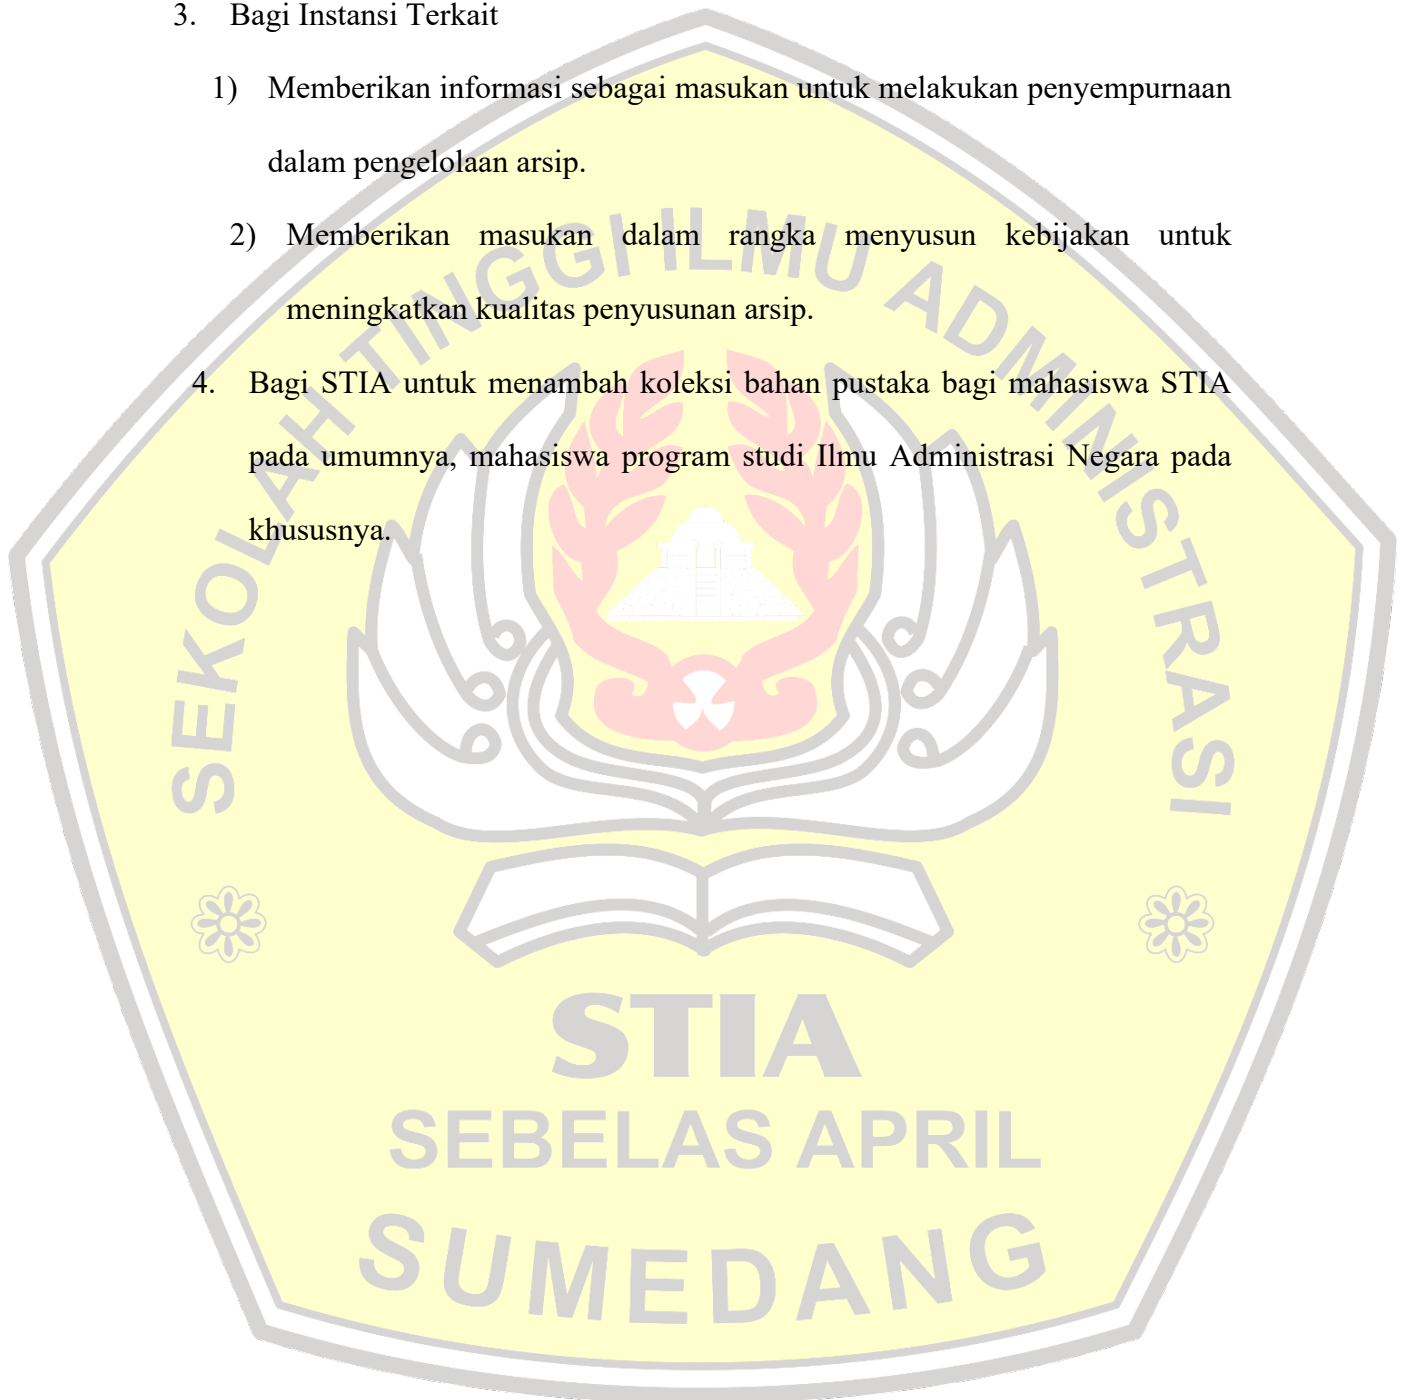 3. Bagi Instansi Terkait
1) Memberikan informasi sebagai masukan untuk melakukan penyempurnaan
dalam pengelolaan arsip.
2) Memberikan masukan dalam rangka menyusun kebijakan untuk
meningkatkan kualitas penyusunan arsip.
4. Bagi STIA untuk menambah koleksi bahan pustaka bagi mahasiswa STIA
pada umumnya, mahasiswa program studi Ilmu Administrasi Negara pada
khususnya.
SEKOLAH TINGGI ILMU ADMINISTRASI
STIA
SEBELAS APRIL
SUMEDANG